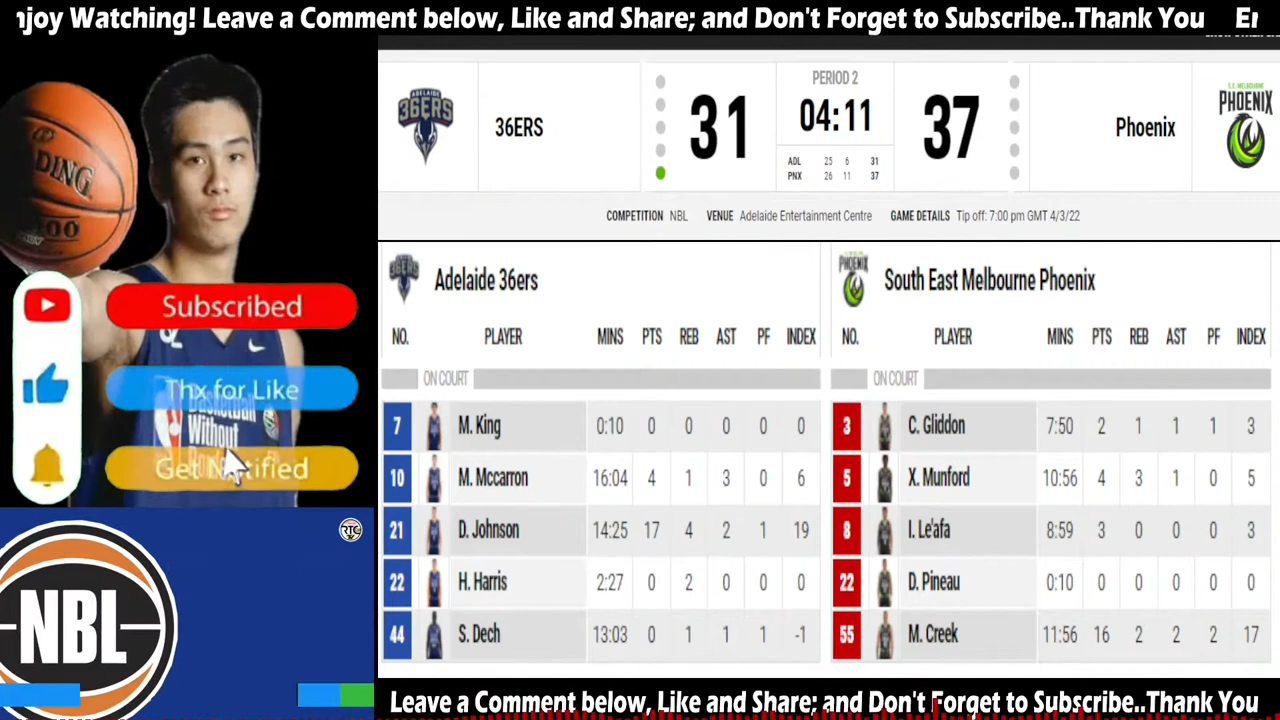 njoy Watching! Leave a Comment below, Like and Share; and Don't Forget to Subscribe..Thank You
DING
Subscribed
Thx for Like
Basketball
Without
Get Notified
RTC
NBL
ADELAIDE
36ERS
36ERS
31
PERIOD 2
04:11
ADL 25 6 31
PNX 26 11 37
37
Phoenix
S.E. MELBOURNE
PHOENIX
COMPETITION NBL VENUE Adelaide Entertainment Centre GAME DETAILS Tip off: 7:00 pm GMT 4/3/22
36ERS
Adelaide 36ers
NO. PLAYER MINS PTS REB AST PF INDEX
ON COURT
7 M. King 0:10 0 0 0 0 0
10 M. Mccarron 16:04 4 1 3 0 6
21 D. Johnson 14:25 17 4 2 1 19
22 H. Harris 2:27 0 2 0 0 0
44 S. Dech 13:03 0 1 1 1 -1
PHOENIX
South East Melbourne Phoenix
NO. PLAYER MINS PTS REB AST PF INDEX
ON COURT
3 C. Gliddon 7:50 2 1 1 1 3
5 X. Munford 10:56 4 3 1 0 5
8 I. Le'afa 8:59 3 0 0 0 3
22 D. Pineau 0:10 0 0 0 0 0
55 M. Creek 11:56 16 2 2 2 17
Leave a Comment below, Like and Share; and Don't Forget to Subscribe..Thank You